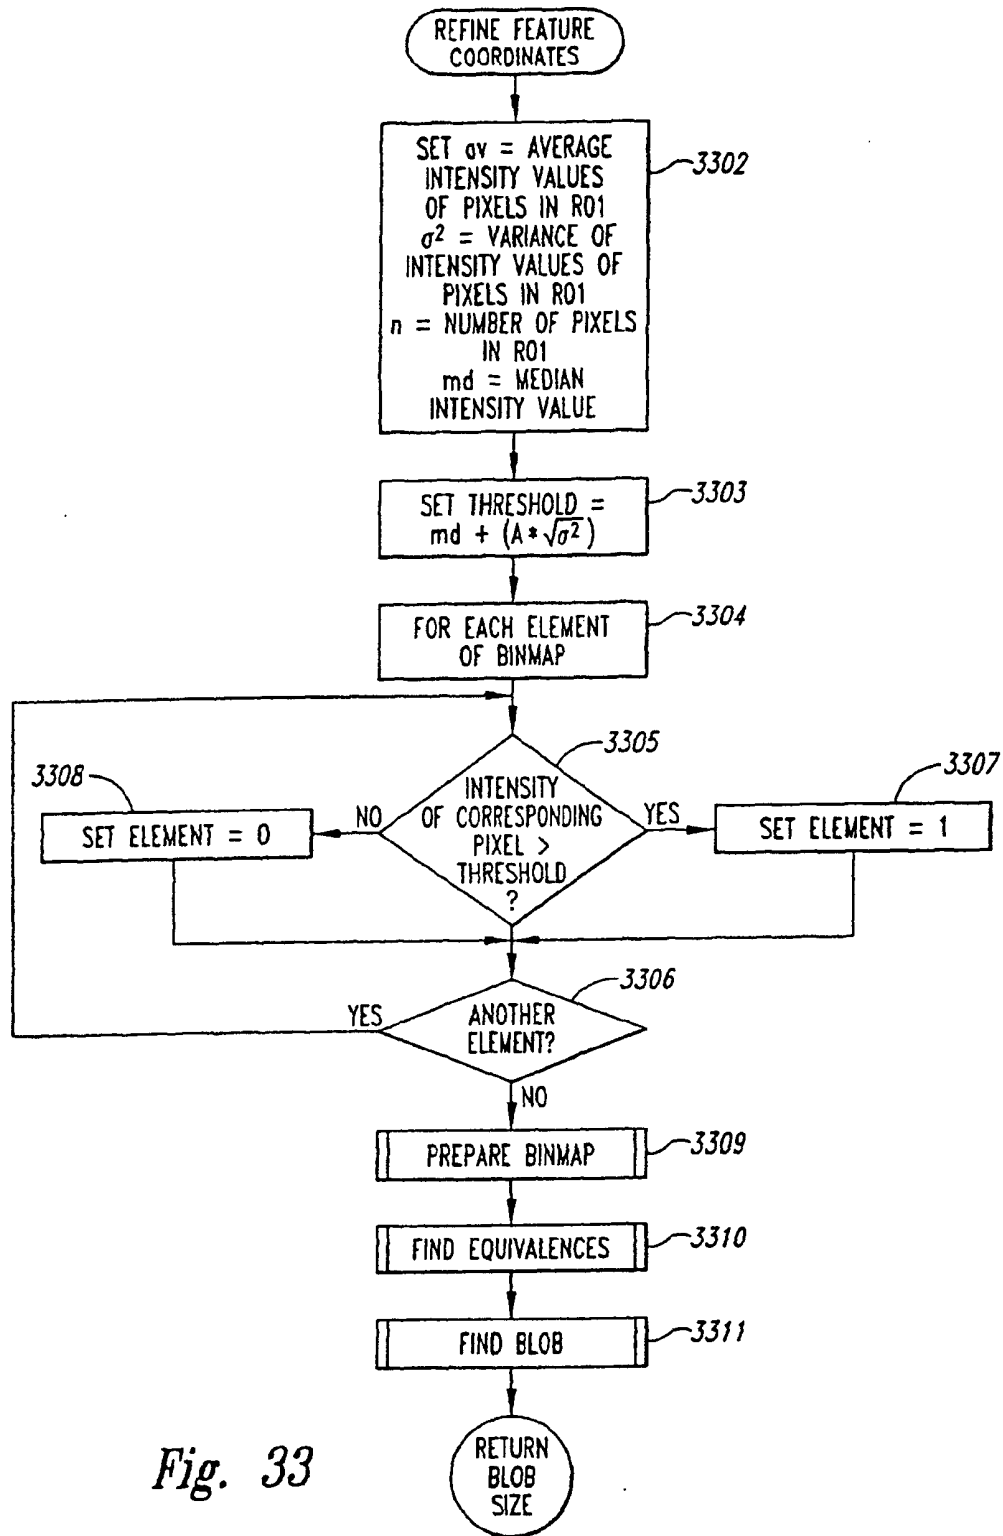 REFINE FEATURE
COORDINATES
SET av = AVERAGE
INTENSITY VALUES
OF PIXELS IN R01
σ² = VARIANCE OF
INTENSITY VALUES OF
PIXELS IN R01
n = NUMBER OF PIXELS
IN R01
md = MEDIAN
INTENSITY VALUE
3302
SET THRESHOLD =
md + (A*√σ²)
3303
FOR EACH ELEMENT
OF BINMAP
3304
3305
INTENSITY
OF CORRESPONDING
PIXEL >
THRESHOLD
?
NO
YES
3308
SET ELEMENT = 0
3307
SET ELEMENT = 1
3306
YES
ANOTHER
ELEMENT?
NO
PREPARE BINMAP
3309
FIND EQUIVALENCES
3310
FIND BLOB
3311
RETURN
BLOB
SIZE
Fig. 33